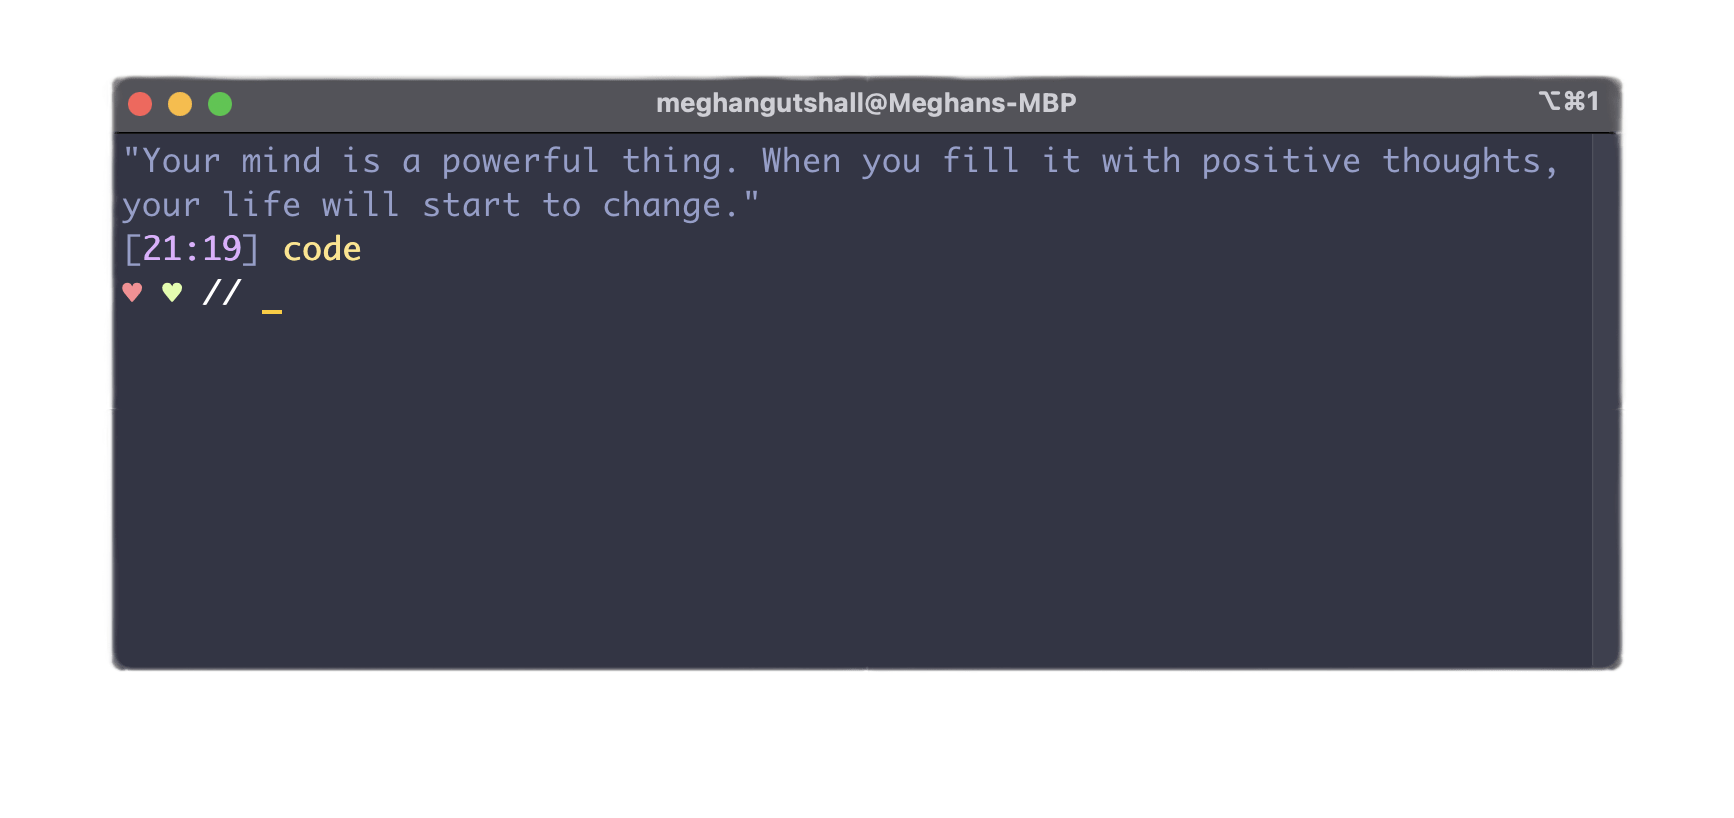 meghangutshall@Meghans-MBP ⌥⌘1
"Your mind is a powerful thing. When you fill it with positive thoughts,
your life will start to change."
[21:19] code
♥ ♥ // _